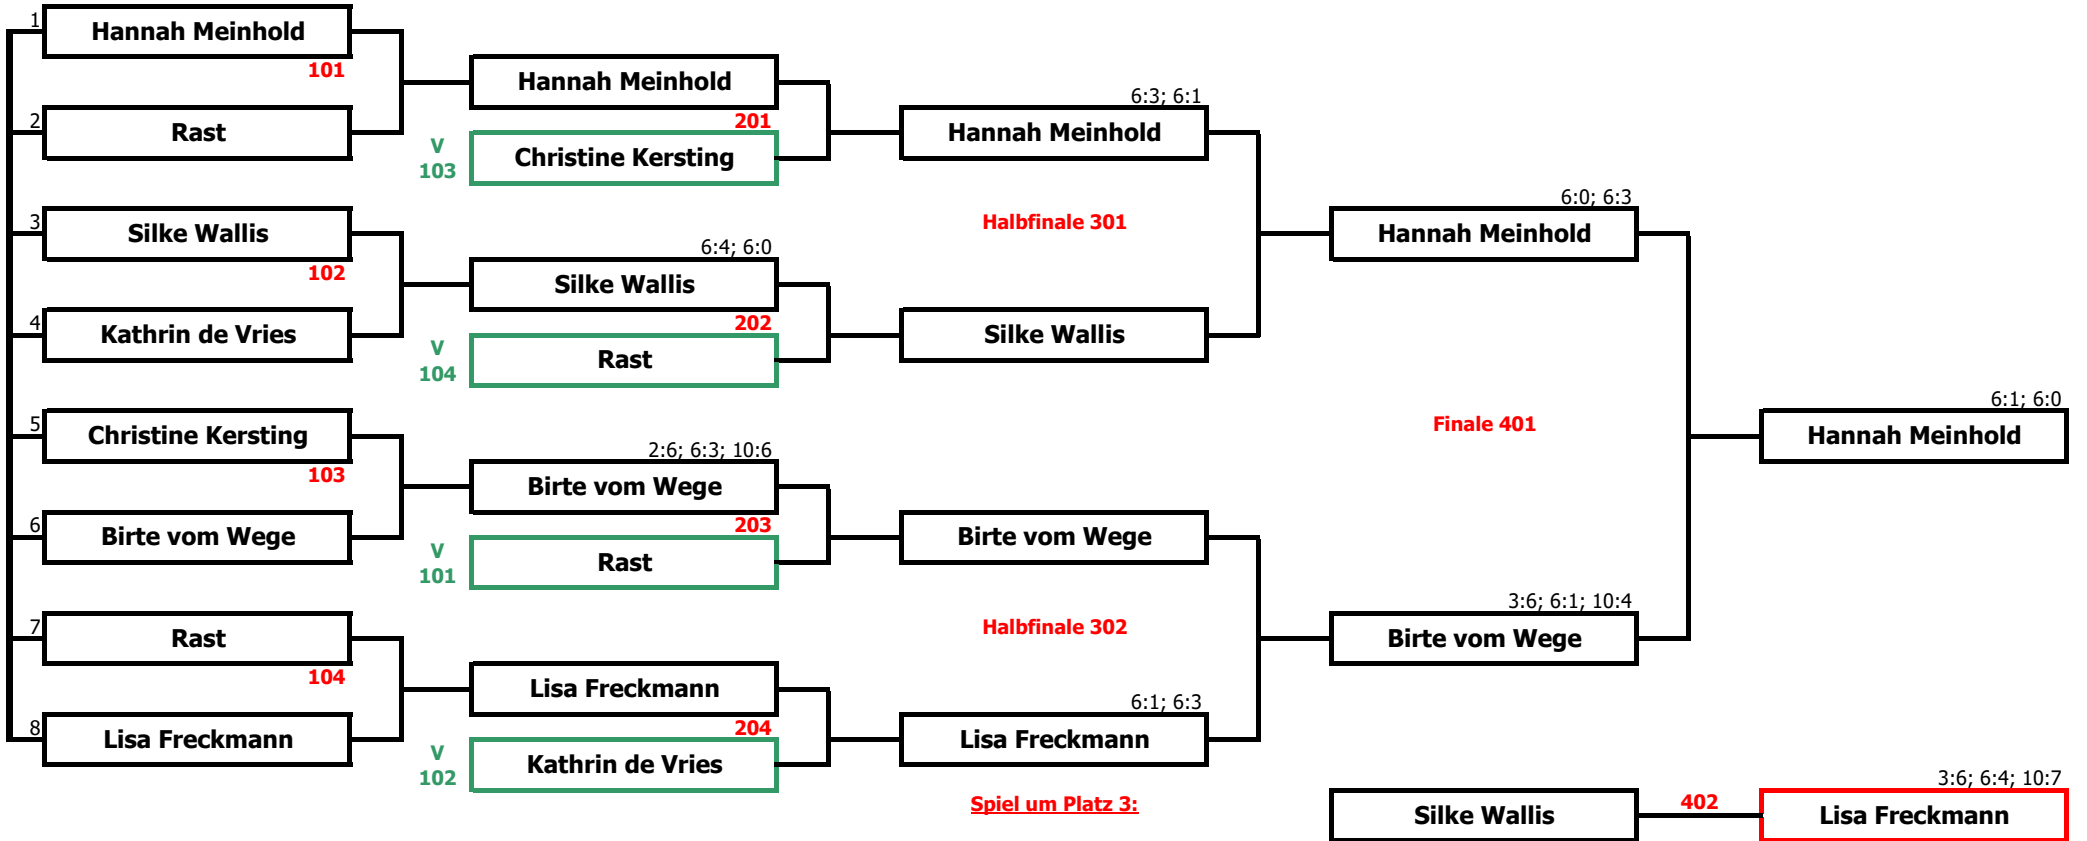 1
Hannah Meinhold
101
2
Rast
3
Silke Wallis
102
4
Kathrin de Vries
5
Christine Kersting
103
6
Birte vom Wege
7
Rast
104
8
Lisa Freckmann
Hannah Meinhold
201
V
103
Christine Kersting
6:4; 6:0
Silke Wallis
202
V
104
Rast
2:6; 6:3; 10:6
Birte vom Wege
203
V
101
Rast
Lisa Freckmann
204
V
102
Kathrin de Vries
6:3; 6:1
Hannah Meinhold
Halbfinale 301
Silke Wallis
Birte vom Wege
Halbfinale 302
6:1; 6:3
Lisa Freckmann
6:0; 6:3
Hannah Meinhold
Finale 401
3:6; 6:1; 10:4
Birte vom Wege
6:1; 6:0
Hannah Meinhold
Spiel um Platz 3:
Silke Wallis
402
3:6; 6:4; 10:7
Lisa Freckmann